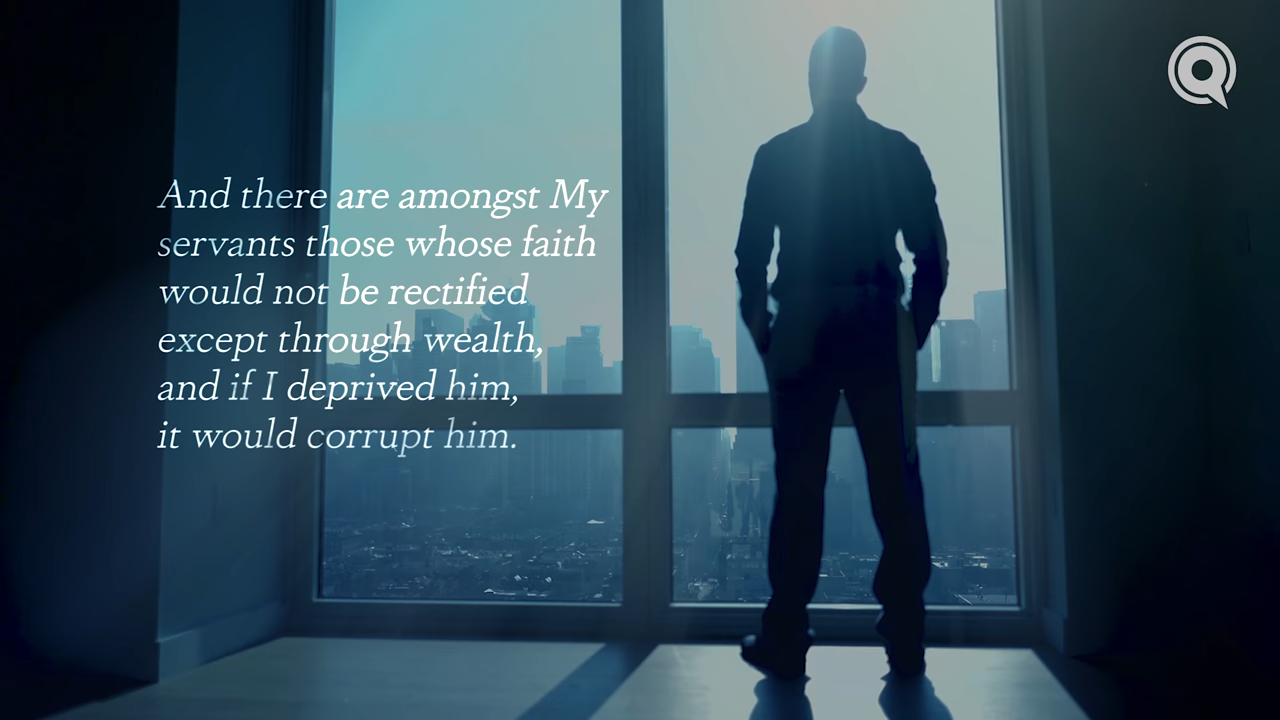 And there are amongst My
servants those whose faith
would not be rectified
except through wealth,
and if I deprived him,
it would corrupt him.